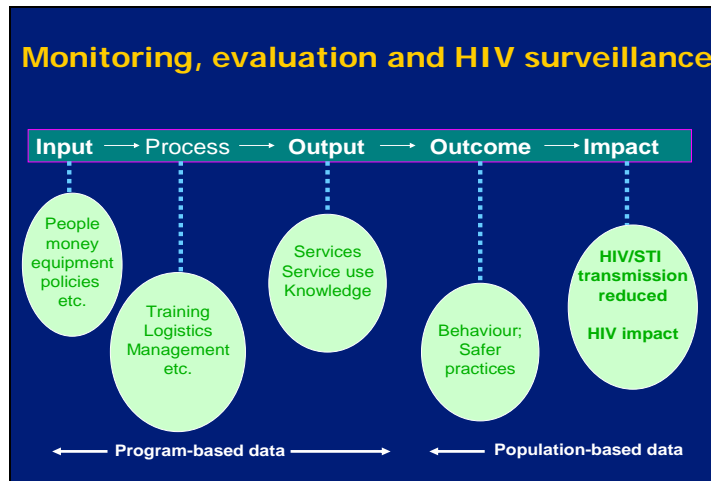 Monitoring, evaluation and HIV surveillance
Input → Process → Output → Outcome → Impact
People
money
equipment
policies
etc.
Training
Logistics
Management
etc.
Services
Service use
Knowledge
Behaviour;
Safer
practices
HIV/STI
transmission
reduced
HIV impact
Program-based data
Population-based data